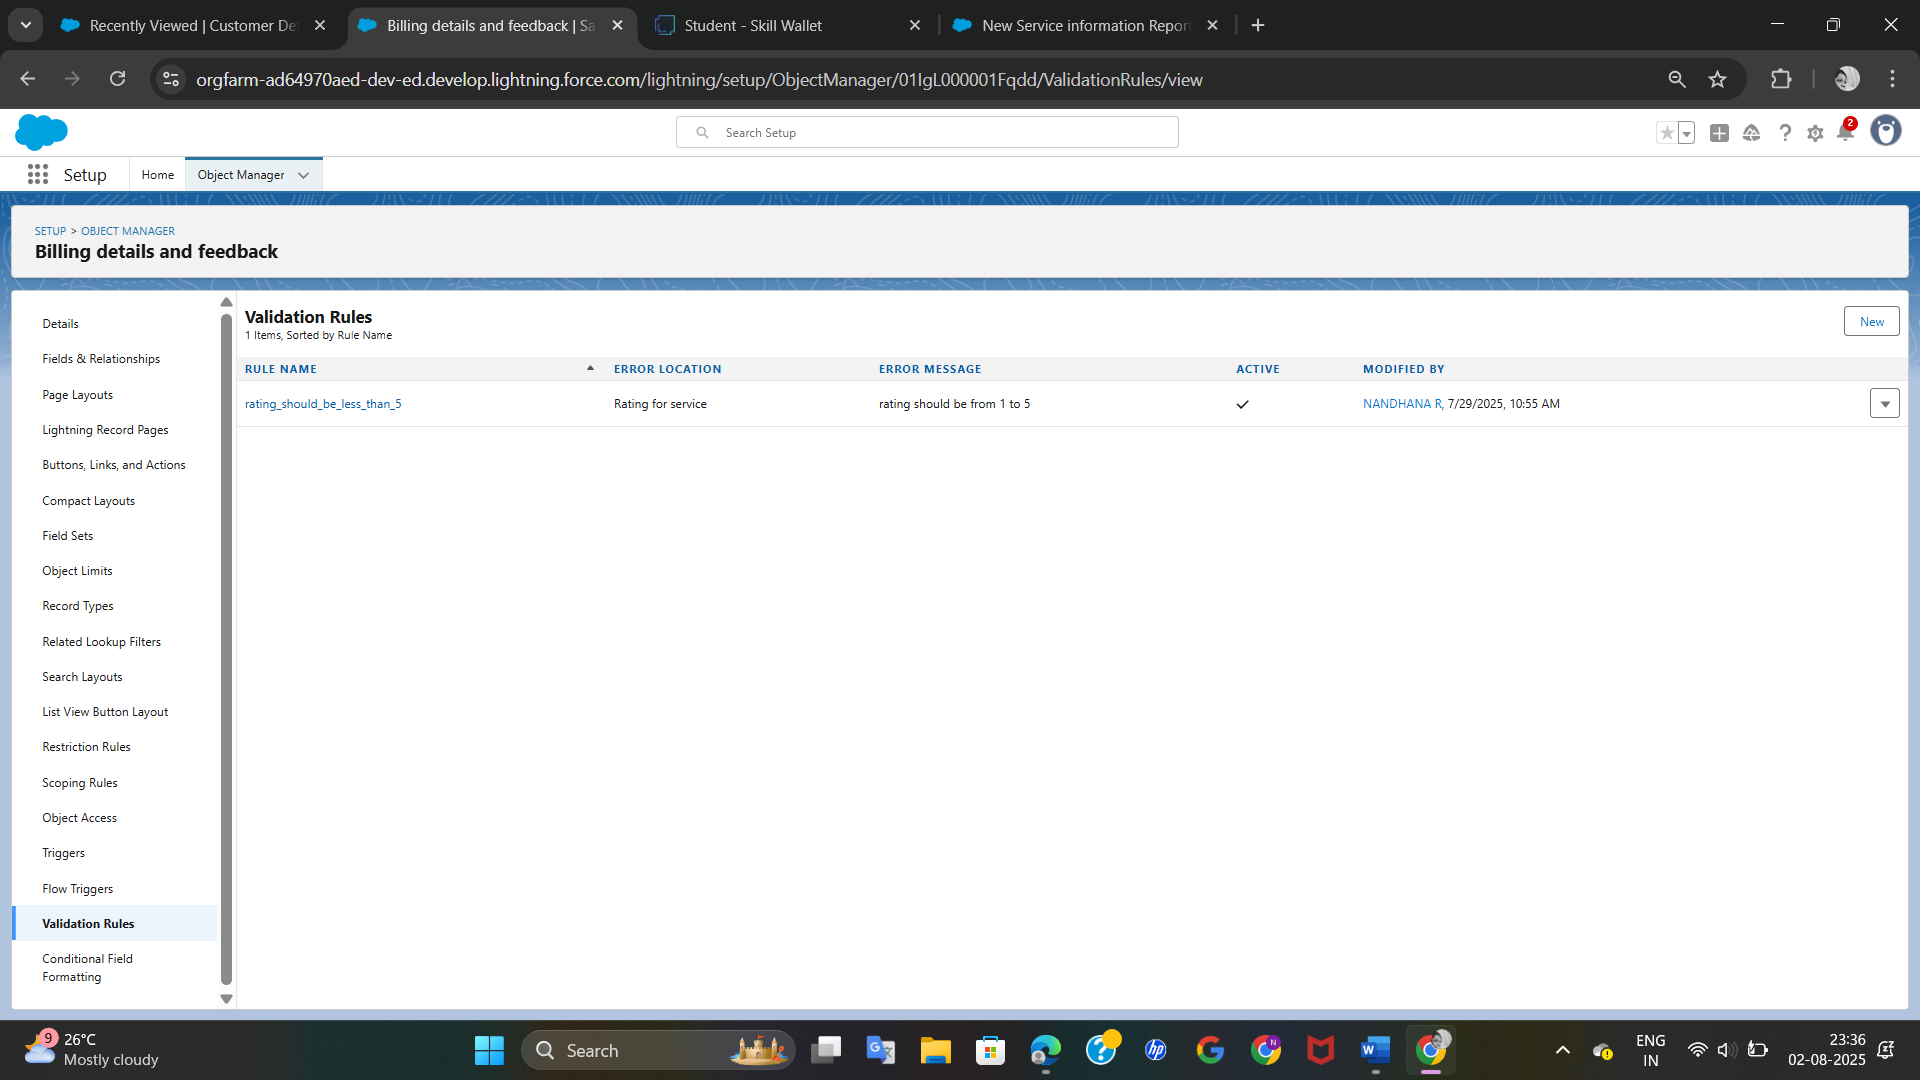 Recently Viewed | Customer De
Billing details and feedback | Sa
Student - Skill Wallet
New Service information Report
orgfarm-ad64970aed-dev-ed.develop.lightning.force.com/lightning/setup/ObjectManager/01IgL000001Fqdd/ValidationRules/view
Search Setup
2
Setup
Home
Object Manager
SETUP > OBJECT MANAGER
Billing details and feedback
Details
Fields & Relationships
Page Layouts
Lightning Record Pages
Buttons, Links, and Actions
Compact Layouts
Field Sets
Object Limits
Record Types
Related Lookup Filters
Search Layouts
List View Button Layout
Restriction Rules
Scoping Rules
Object Access
Triggers
Flow Triggers
Validation Rules
Conditional Field
Formatting
Validation Rules
1 Items, Sorted by Rule Name
New
RULE NAME ERROR LOCATION ERROR MESSAGE ACTIVE MODIFIED BY
rating_should_be_less_than_5 Rating for service rating should be from 1 to 5 NANDHANA R, 7/29/2025, 10:55 AM
9
26°C
Mostly cloudy
Search
ENG
IN
23:36
02-08-2025